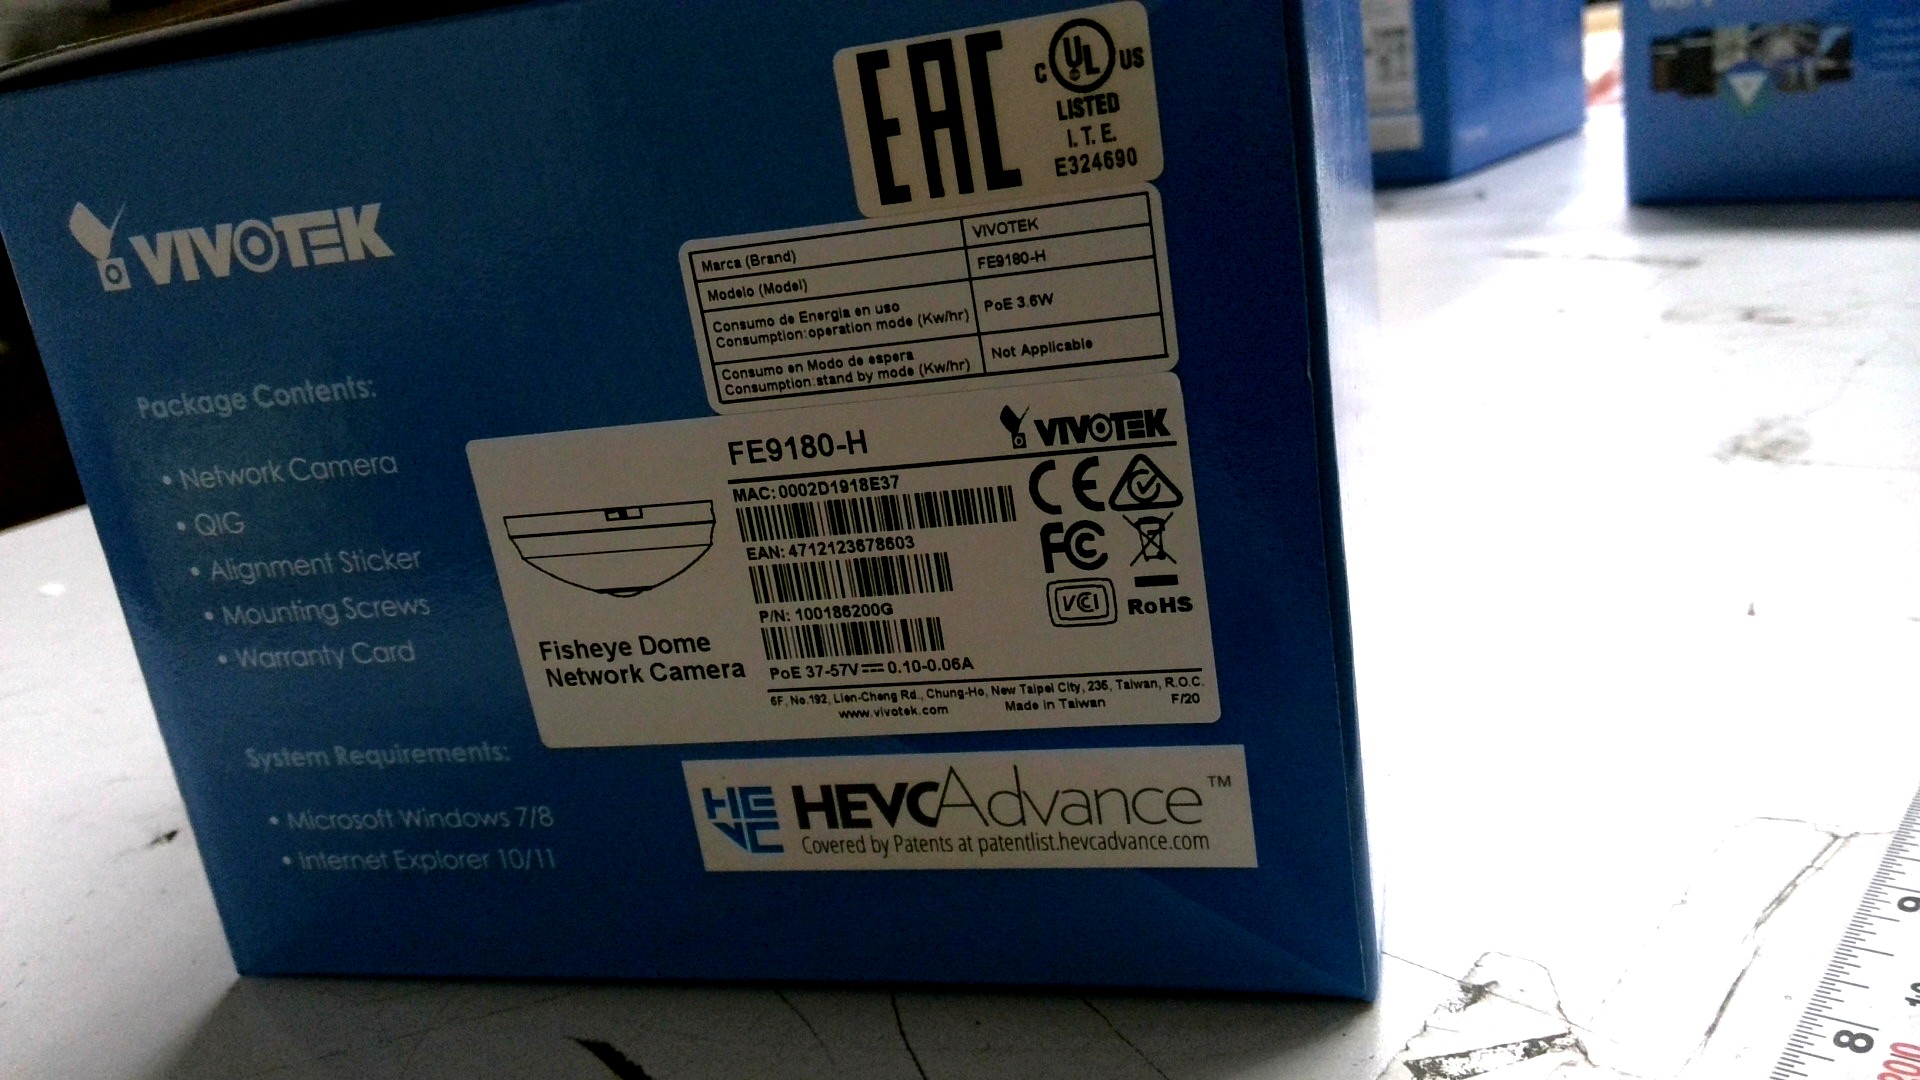 VIVOTEK
Package Contents:
• Network Camera
• QIG
• Alignment Sticker
• Mounting Screws
• Warranty Card
System Requirements:
• Microsoft Windows 7/8
• Internet Explorer 10/11
EAC
C UL US
LISTED
I.T.E.
E324690
Marca (Brand) VIVOTEK
Modelo (Model) FE9180-H
Consumo de Energia en uso
Consumption:operation mode (Kw/hr) PoE 3.6W
Consumo en Modo de espera
Consumption:stand by mode (Kw/hr) Not Applicable
FE9180-H
VIVOTEK
MAC:0002D1918E37
EAN: 4712123678603
P/N: 100186200G
PoE 37-57V⎓0.10-0.06A
CE
FC
VCI
RoHS
Fisheye Dome
Network Camera
6F, No.192, Lien-Cheng Rd., Chung-Ho, New Taipei City, 235, Taiwan, R.O.C.
www.vivotek.com Made in Taiwan F/20
HEVC
HEVCAdvance™
Covered by Patents at patentlist.hevcadvance.com
9
8